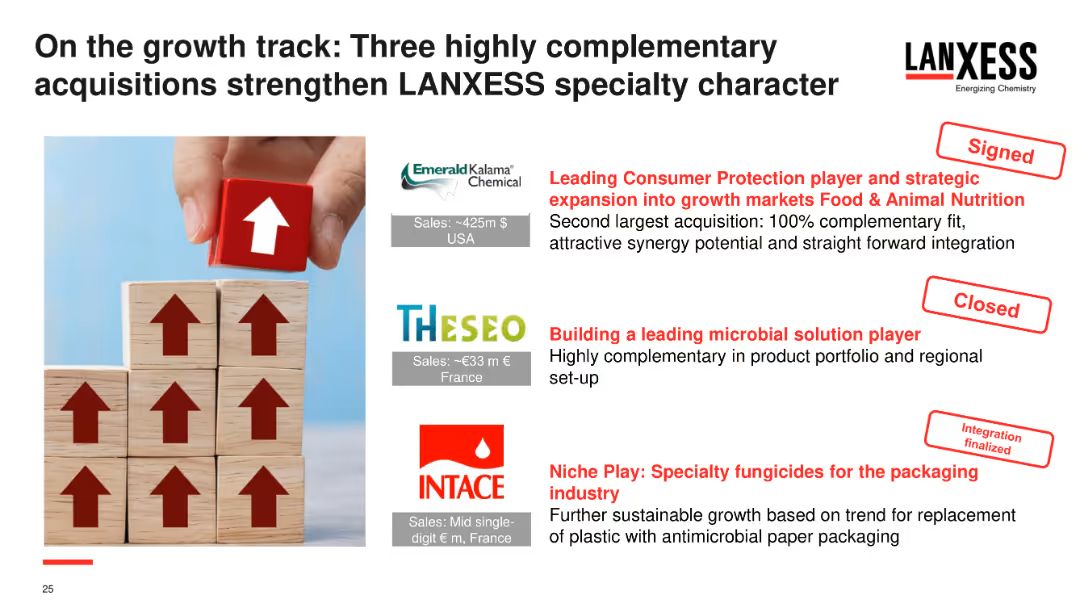 On the growth track: Three highly complementary
acquisitions strengthen LANXESS specialty character
LANXESS
Energizing Chemistry
Signed
Emerald Kalama®
Chemical
Sales: ~425m $
USA
Leading Consumer Protection player and strategic
expansion into growth markets Food & Animal Nutrition
Second largest acquisition: 100% complementary fit,
attractive synergy potential and straight forward integration
Closed
THESEO
Sales: ~€33 m €
France
Building a leading microbial solution player
Highly complementary in product portfolio and regional
set-up
Integration
finalized
INTACE
Sales: Mid single-
digit € m, France
Niche Play: Specialty fungicides for the packaging
industry
Further sustainable growth based on trend for replacement
of plastic with antimicrobial paper packaging
25